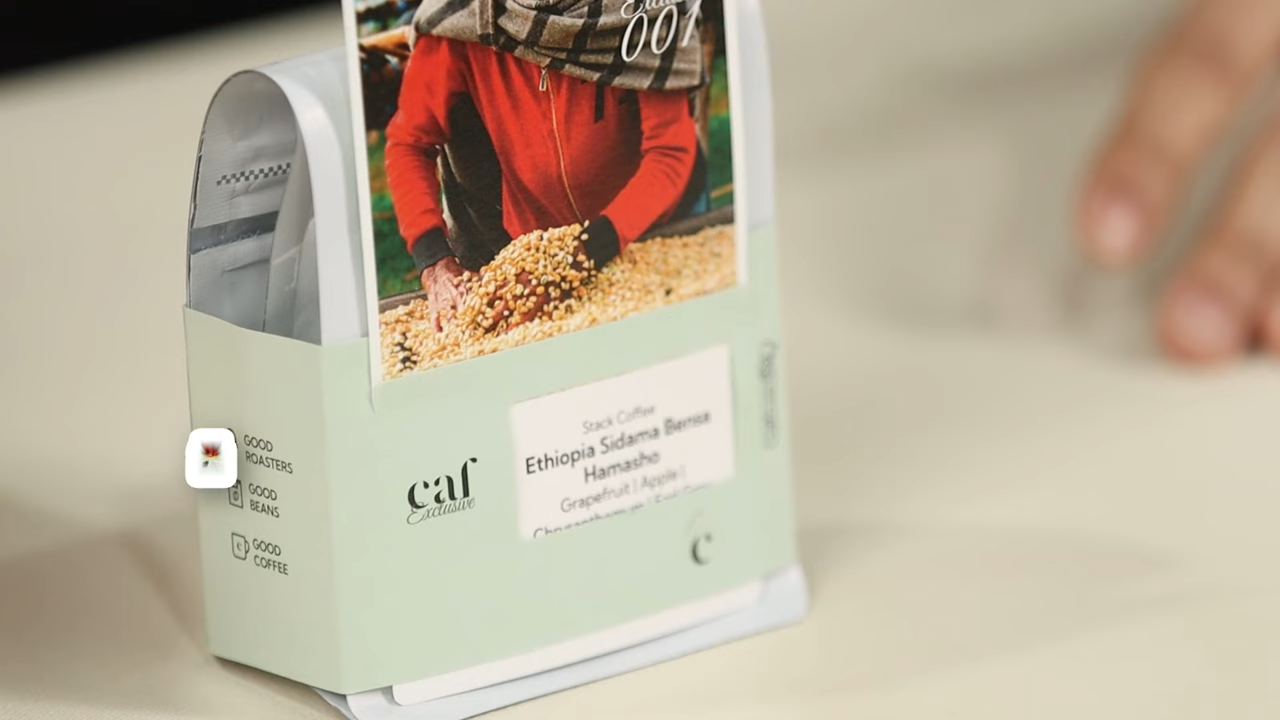 001
GOOD
ROASTERS
GOOD
BEANS
GOOD
COFFEE
caf
Exclusive
Stack Coffee
Ethiopia Sidama Bensa
Hamasho
Grapefruit | Apple |
C